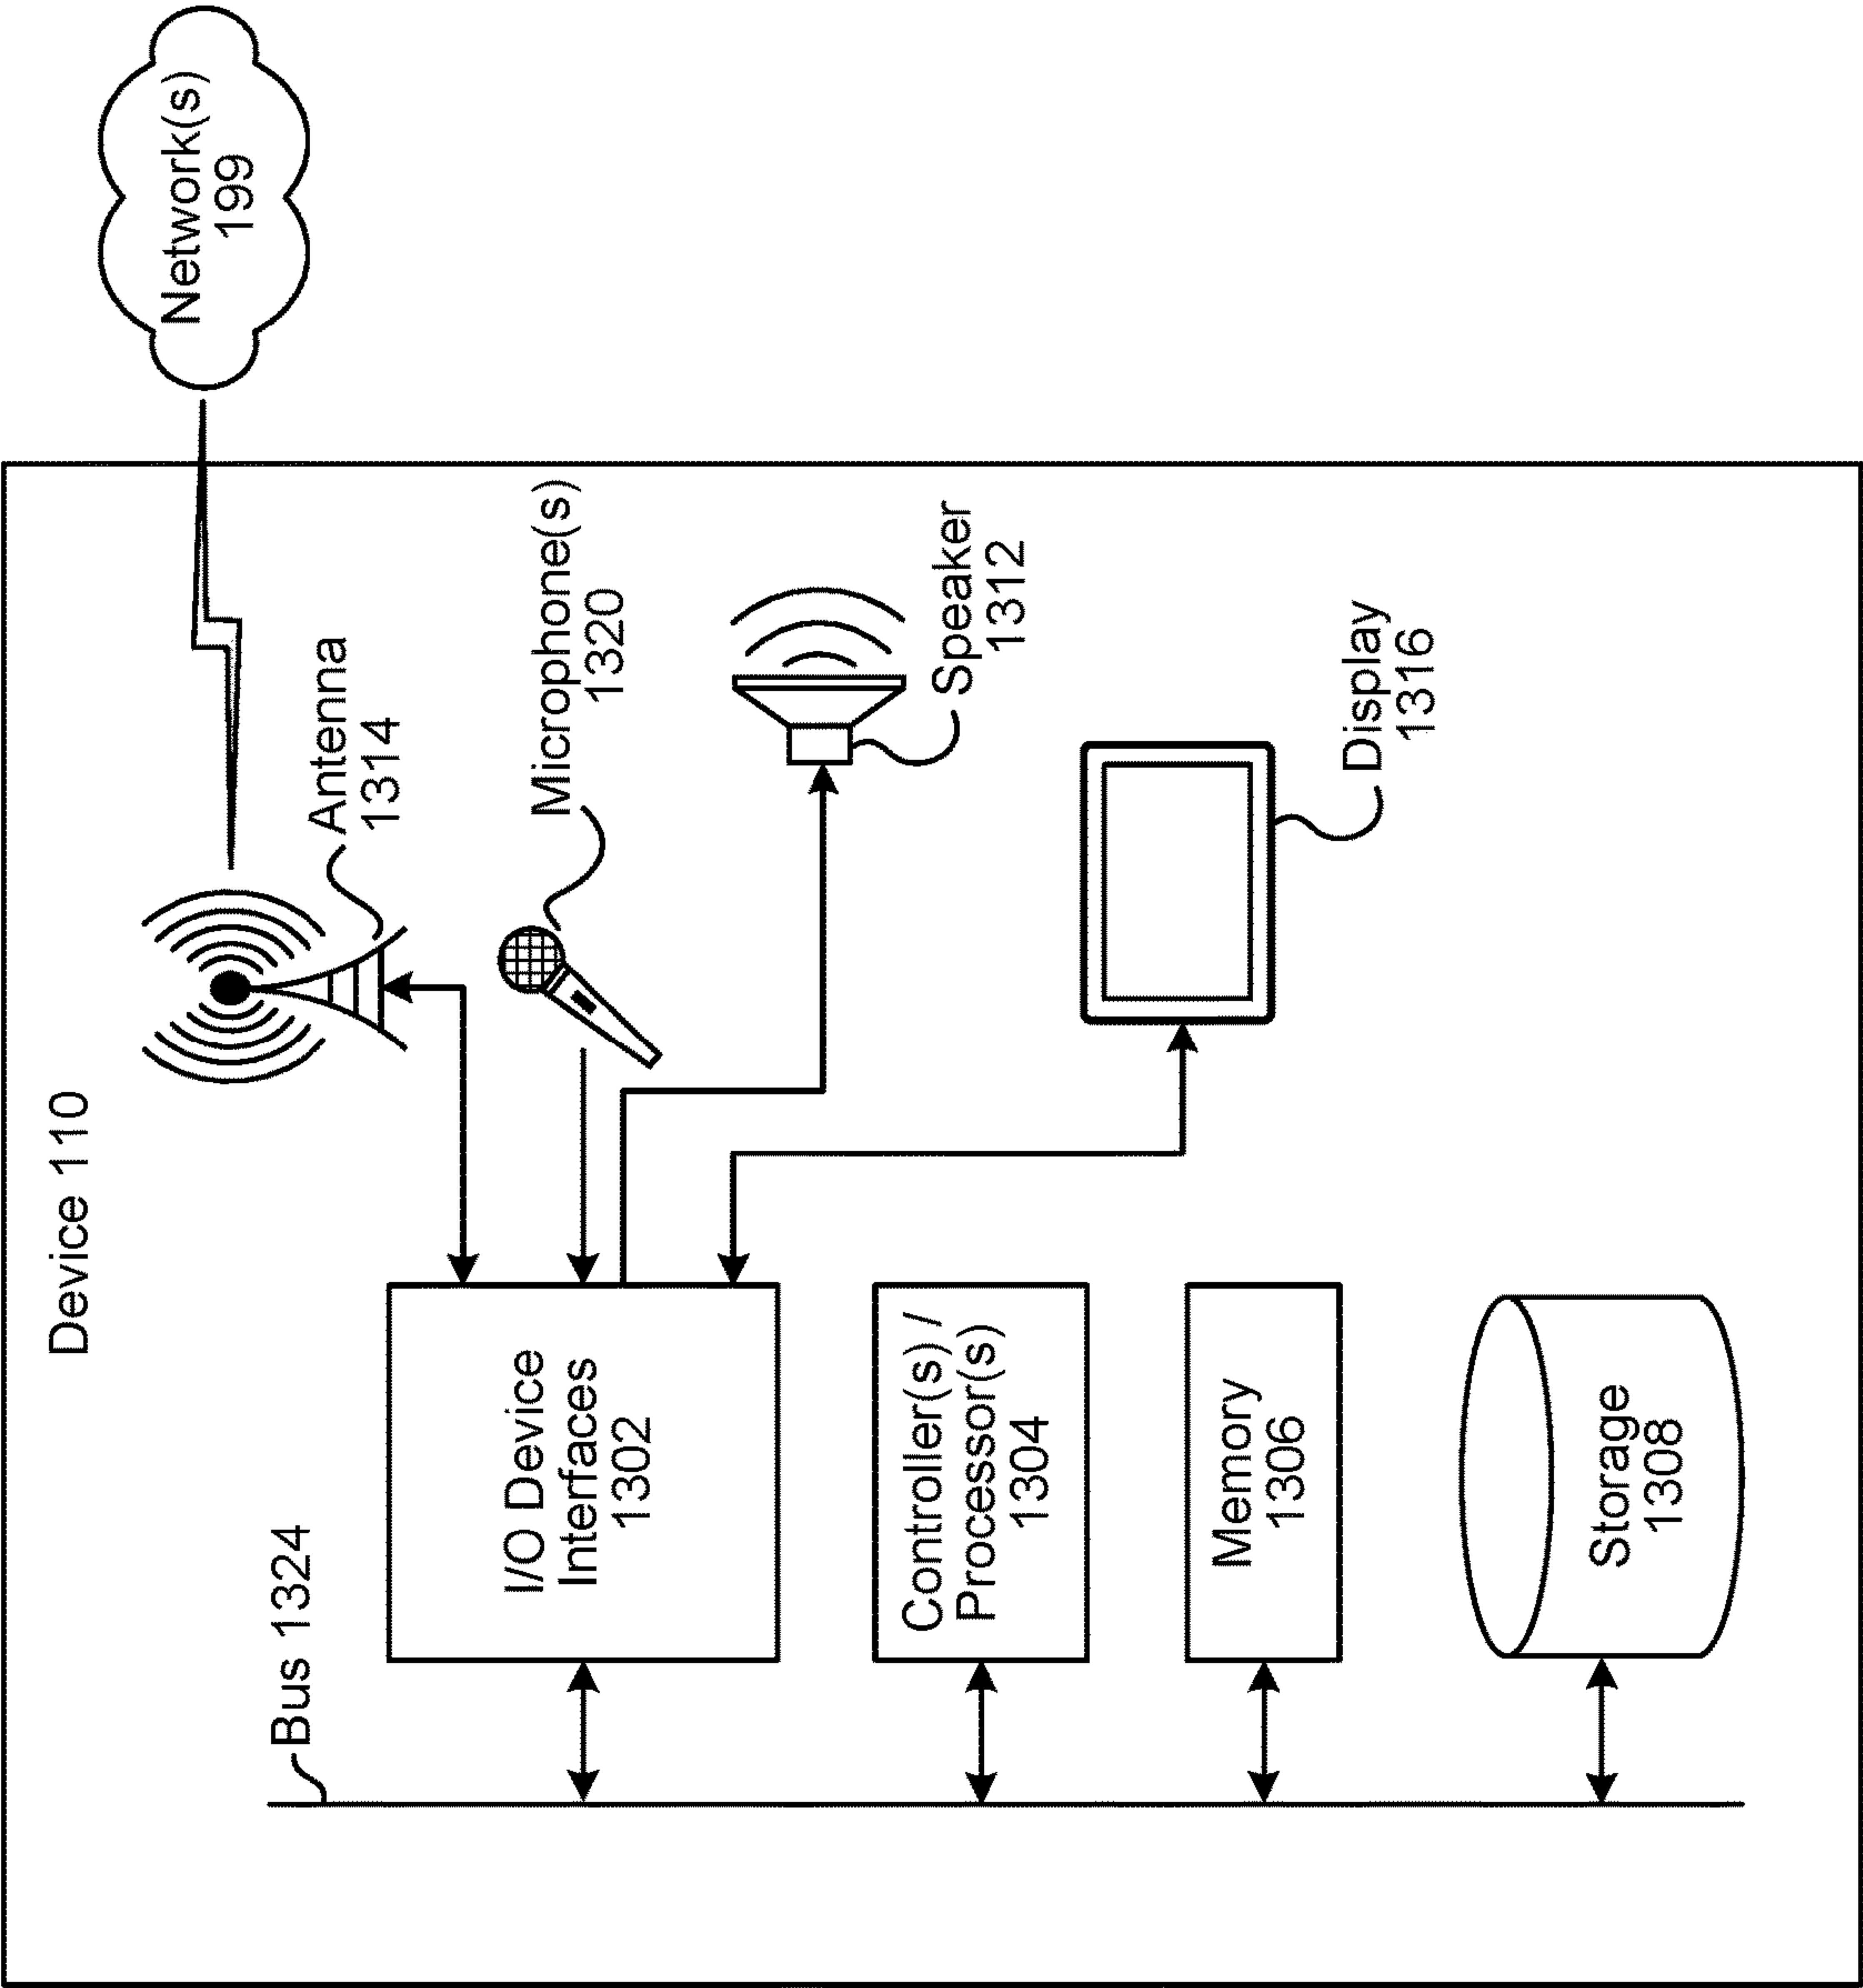 Device 110
Network(s)
199
Bus 1324
Antenna
1314
I/O Device
Interfaces
1302
Microphone(s)
1320
Speaker
1312
Controller(s) /
Processor(s)
1304
Memory
1306
Display
1316
Storage
1308